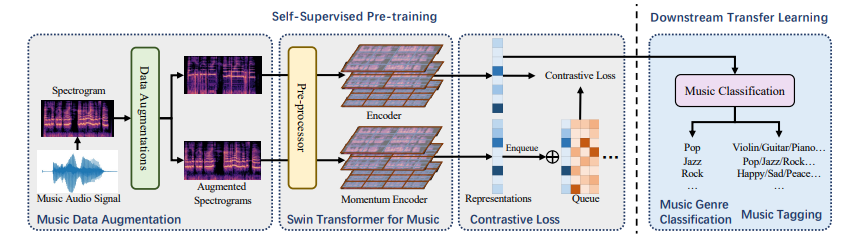 Self-Supervised Pre-training
Downstream Transfer Learning
Spectrogram
Music Audio Signal
Data Augmentations
Augmented
Spectrograms
Music Data Augmentation
Pre-processor
Encoder
Momentum Encoder
Swin Transformer for Music
Contrastive Loss
Enqueue
...
Representations
Queue
Contrastive Loss
Music Classification
Pop
Jazz
Rock
...
Violin/Guitar/Piano...
Pop/Jazz/Rock...
Happy/Sad/Peace...
...
Music Genre
Classification
Music Tagging